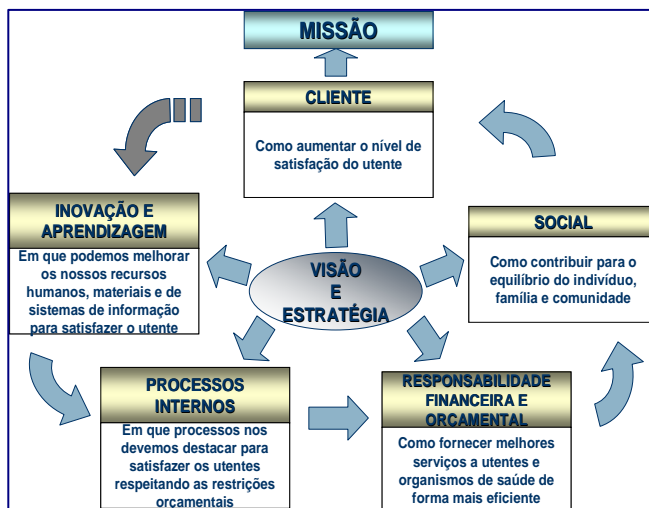 MISSÃO
CLIENTE
Como aumentar o nível de
satisfação do utente
INOVAÇÃO E
APRENDIZAGEM
Em que podemos melhorar
os nossos recursos
humanos, materiais e de
sistemas de informação
para satisfazer o utente
VISÃO
E
ESTRATÉGIA
SOCIAL
Como contribuir para o
equilíbrio do indivíduo,
família e comunidade
PROCESSOS
INTERNOS
Em que processos nos
devemos destacar para
satisfazer os utentes
respeitando as restrições
orçamentais
RESPONSABILIDADE
FINANCEIRA E
ORÇAMENTAL
Como fornecer melhores
serviços a utentes e
organismos de saúde de
forma mais eficiente